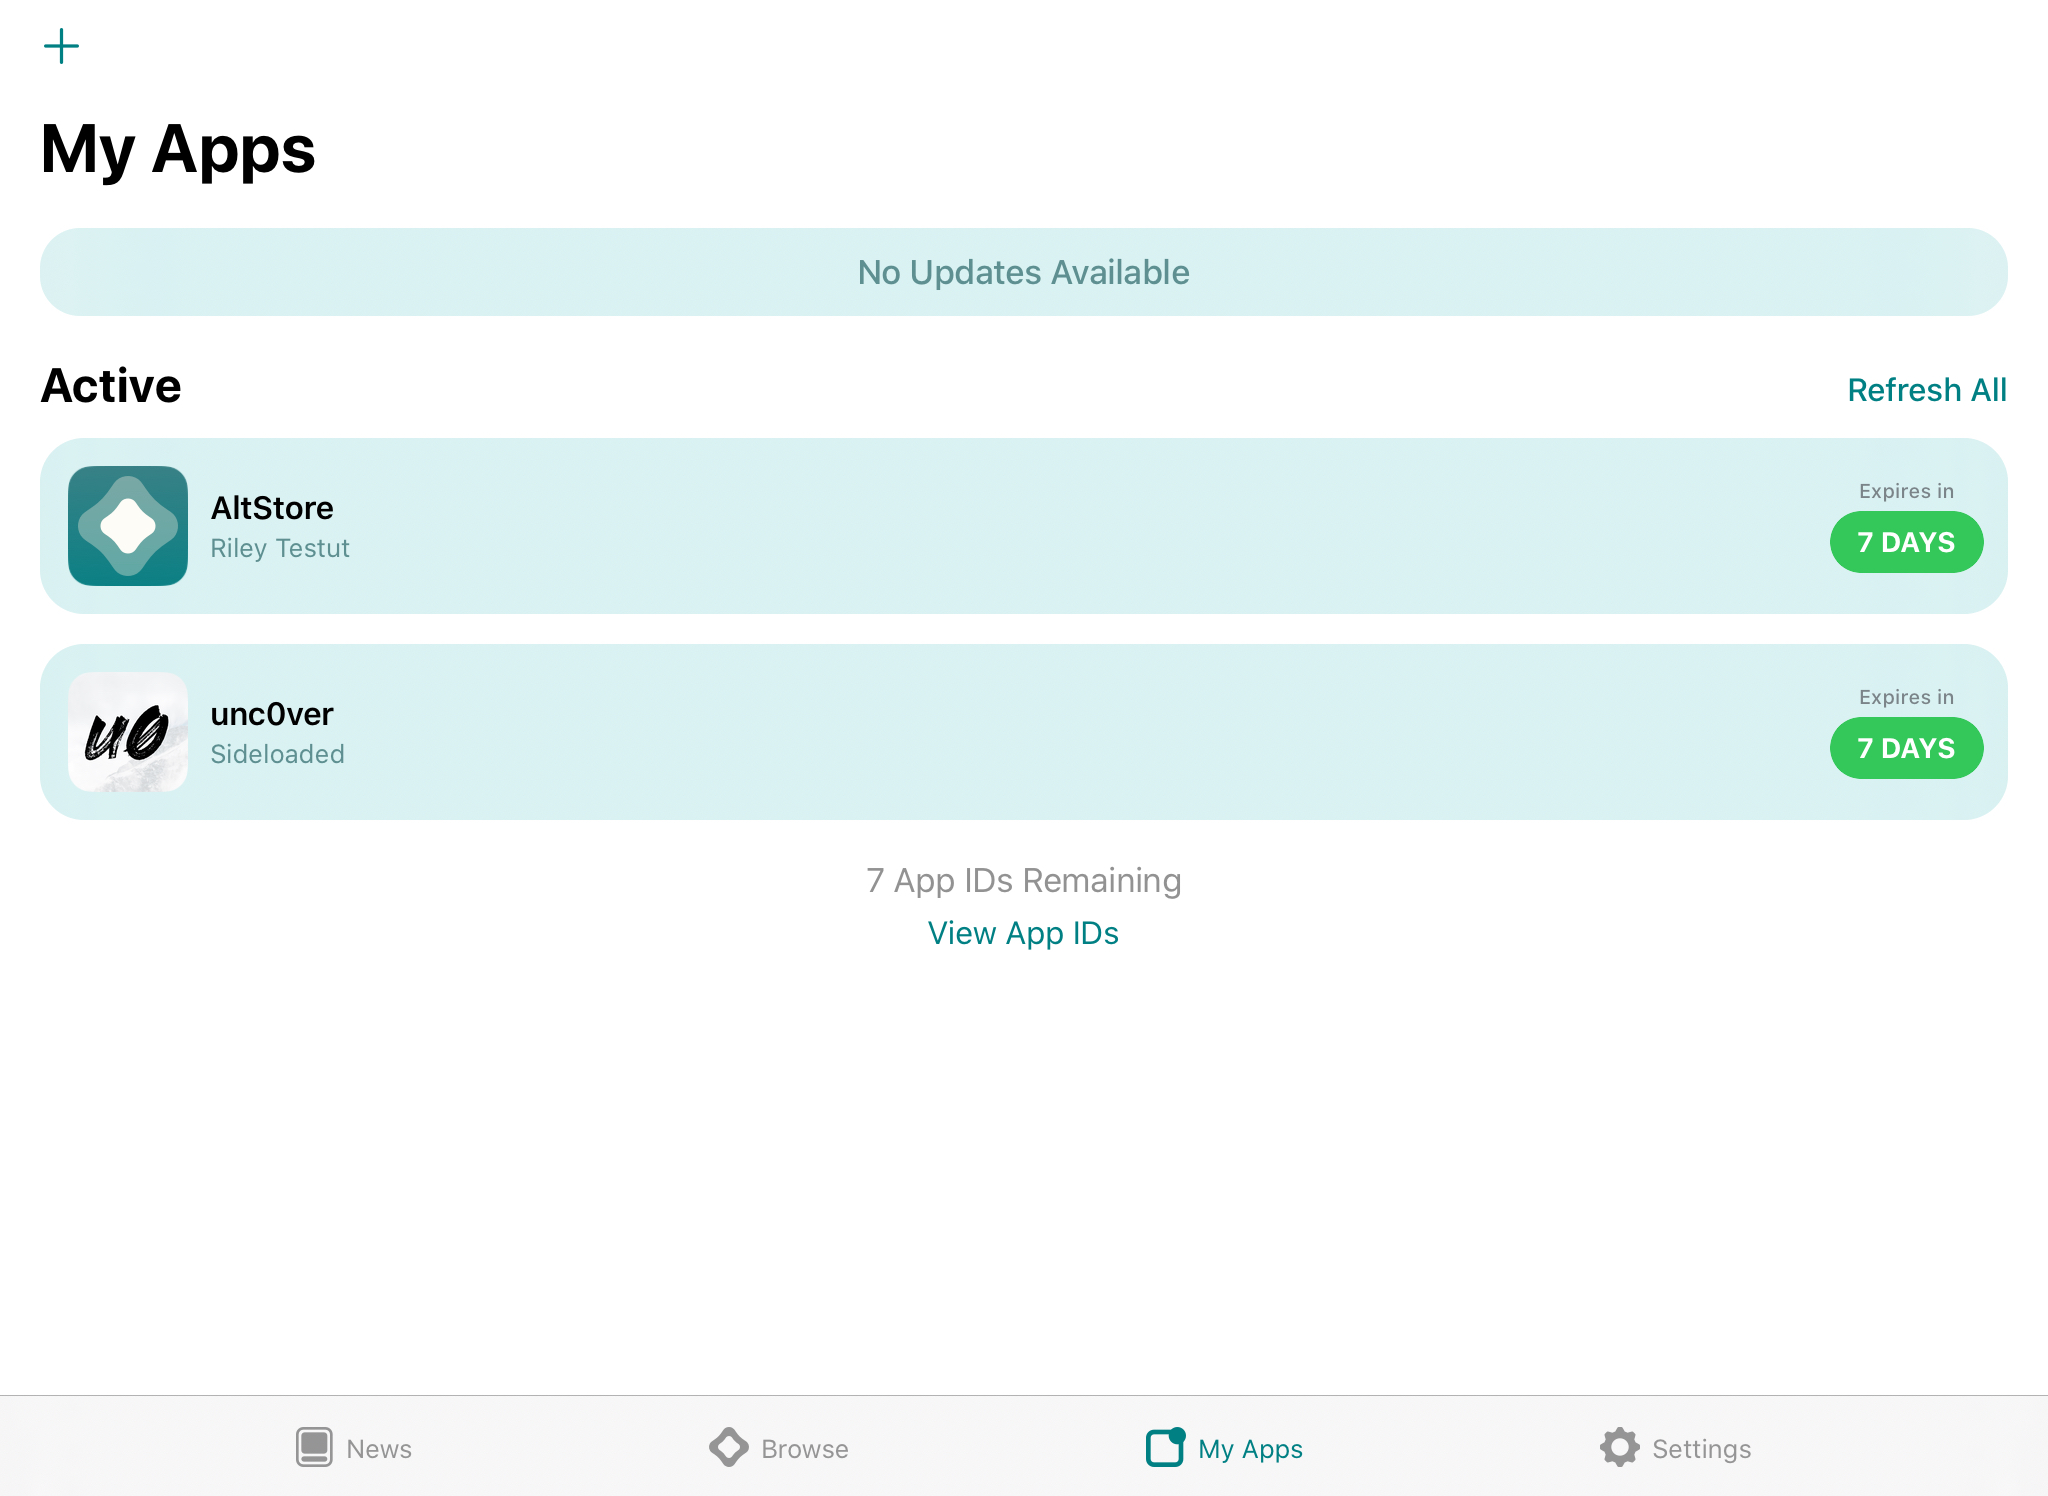 My Apps
No Updates Available
Active
Refresh All
AltStore
Riley Testut
Expires in
7 DAYS
u0
unc0ver
Sideloaded
Expires in
7 DAYS
7 App IDs Remaining
View App IDs
News
Browse
My Apps
Settings